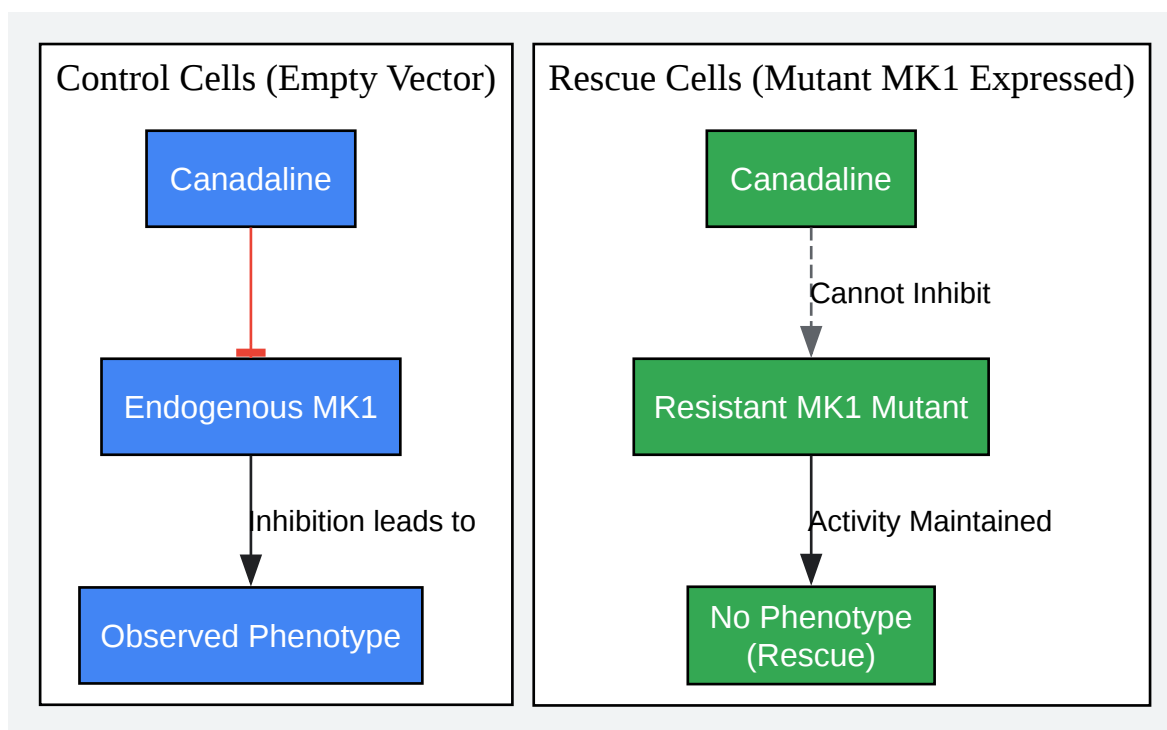 Control Cells (Empty Vector)
Canadaline
Endogenous MK1
Inhibition leads to
Observed Phenotype
Rescue Cells (Mutant MK1 Expressed)
Canadaline
Cannot Inhibit
Resistant MK1 Mutant
Activity Maintained
No Phenotype
(Rescue)